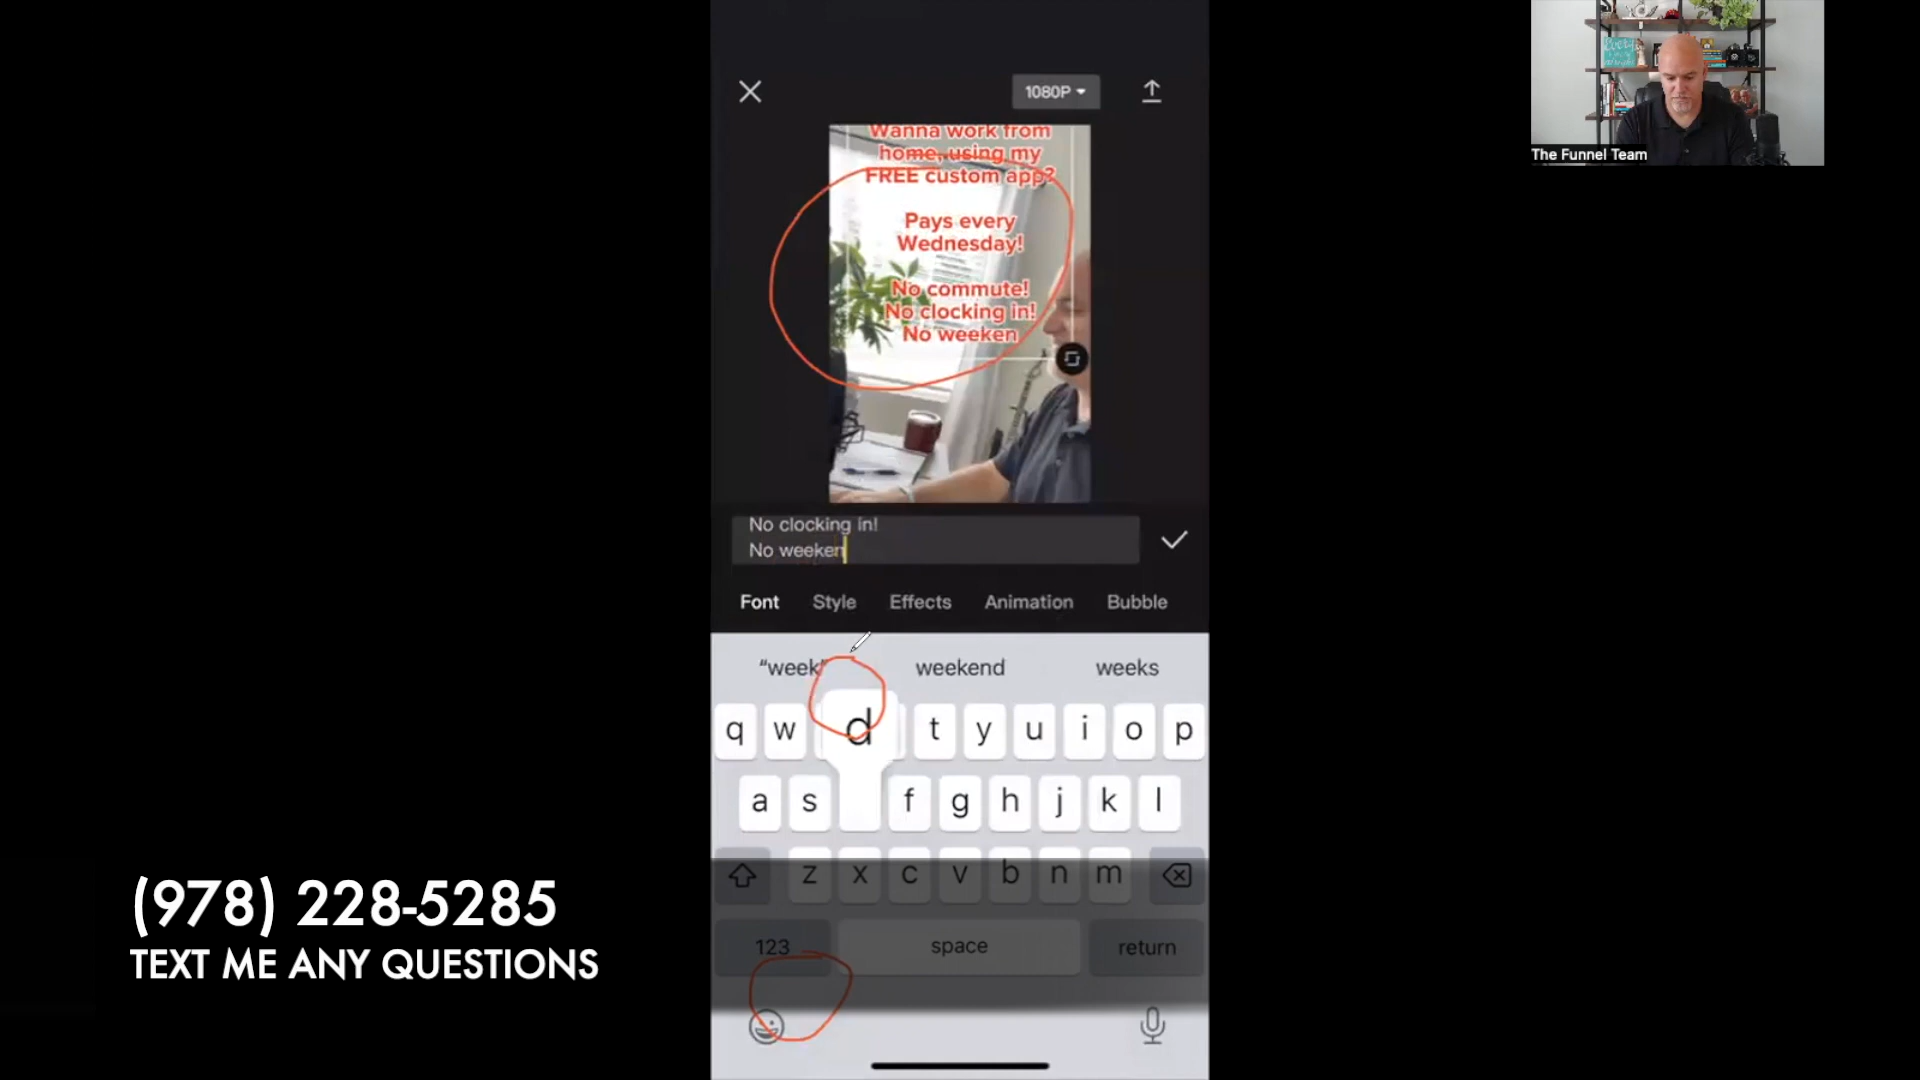 1080P
The Funnel Team
Wanna work from
home, using my
FREE custom app?
Pays every
Wednesday!
No commute!
No clocking in!
No weeken
No clocking in!
No weeken
Font Style Effects Animation Bubble
“week” weekend weeks
q w d t y u i o p
a s f g h j k l
z x c v b n m
123 space return
(978) 228-5285
TEXT ME ANY QUESTIONS